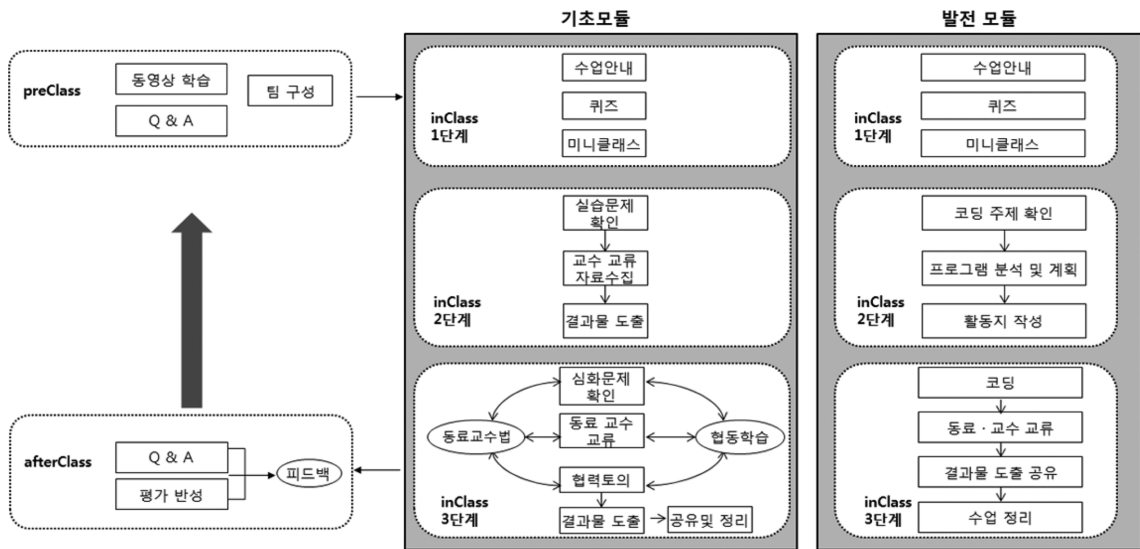 기초모듈
발전 모듈
preClass
동영상 학습
Q & A
팀 구성
inClass
1단계
수업안내
퀴즈
미니클래스
inClass
1단계
수업안내
퀴즈
미니클래스
inClass
2단계
실습문제
확인
교수 교류
자료수집
결과물 도출
inClass
2단계
코딩 주제 확인
프로그램 분석 및 계획
활동지 작성
afterClass
Q & A
평가 반성
피드백
inClass
3단계
심화문제
확인
동료교수법
동료 교수
교류
협동학습
협력토의
결과물 도출
공유및 정리
inClass
3단계
코딩
동료 · 교수 교류
결과물 도출 공유
수업 정리